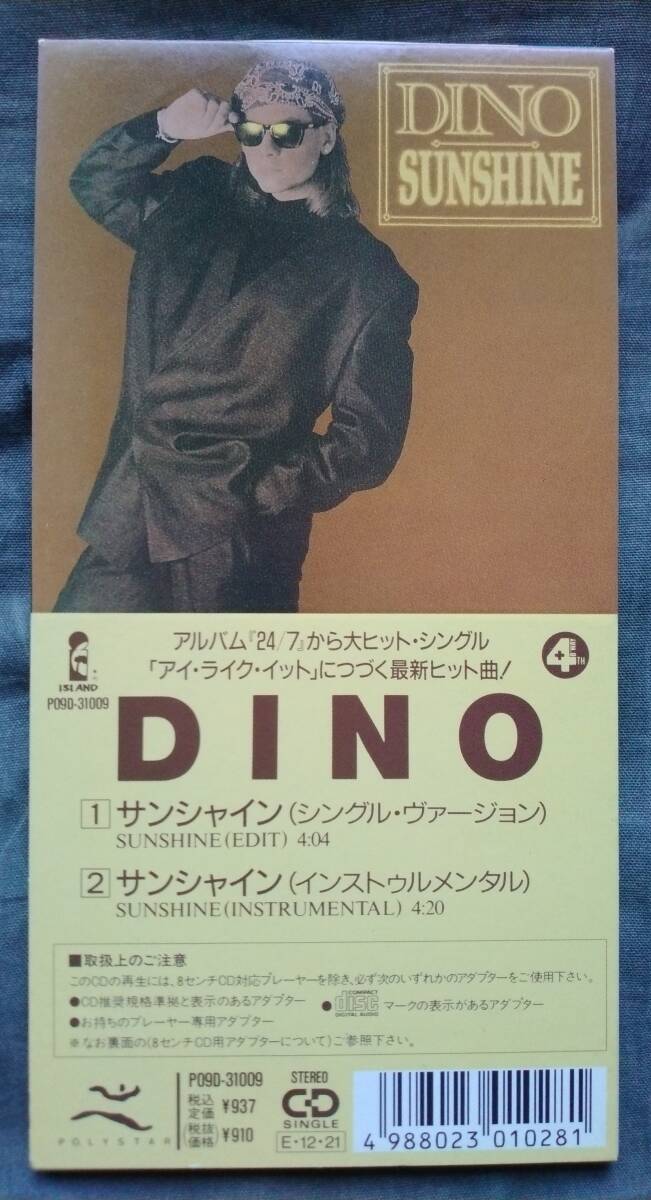 DINO
SUNSHINE
アルバム『24/7』から大ヒット・シングル
「アイ・ライク・イット」につづく最新ヒット曲!
ISLAND
P09D-31009
4TH
DINO
1 サンシャイン(シングル・ヴァージョン)
SUNSHINE(EDIT) 4:04
2 サンシャイン(インストゥルメンタル)
SUNSHINE(INSTRUMENTAL) 4:20
■取扱上のご注意
このCDの再生には、8センチCD対応プレーヤーを除き、必ず次のいずれかのアダプターをご使用下さい。
●CD推奨規格準拠と表示のあるアダプター ●COMPACT disc DIGITAL AUDIO マークの表示があるアダプター
●お持ちのプレーヤー専用アダプター
※なお裏面の(8センチCD用アダプターについて)ご参照下さい。
POLYSTAR
P09D-31009
税込定価 ¥937
(税抜価格) ¥910
STEREO
CD
SINGLE
E・12・21
4 988023 010281